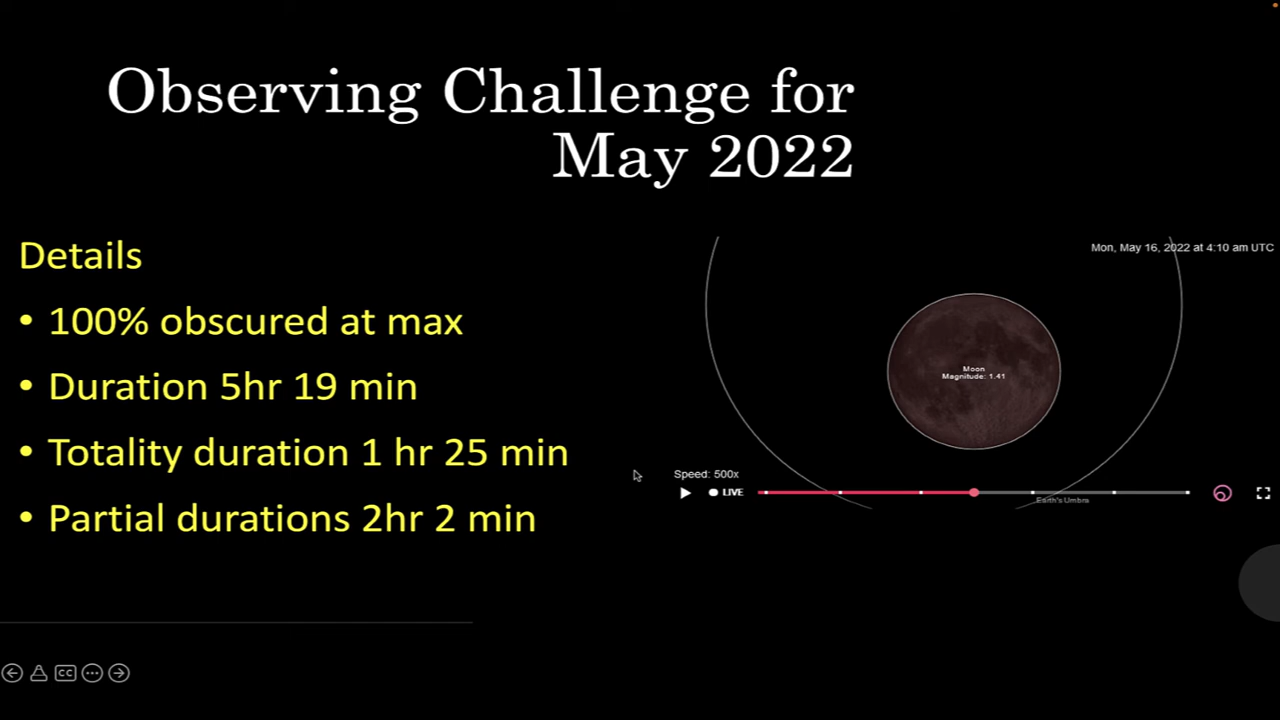 Observing Challenge for
May 2022
Details
• 100% obscured at max
• Duration 5hr 19 min
• Totality duration 1 hr 25 min
• Partial durations 2hr 2 min
Mon, May 16, 2022 at 4:10 am UTC
Moon
Magnitude: 1.41
Speed: 500x
LIVE
Earth's Umbra
CC